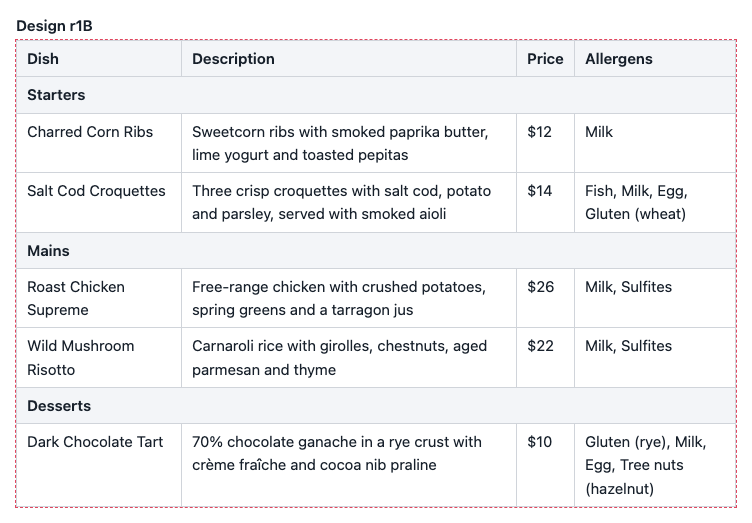 Design r1B
Dish Description Price Allergens
Starters
Charred Corn Ribs
Sweetcorn ribs with smoked paprika butter,
lime yogurt and toasted pepitas
$12
Milk
Salt Cod Croquettes
Three crisp croquettes with salt cod, potato
and parsley, served with smoked aioli
$14
Fish, Milk, Egg,
Gluten (wheat)
Mains
Roast Chicken
Supreme
Free-range chicken with crushed potatoes,
spring greens and a tarragon jus
$26
Milk, Sulfites
Wild Mushroom
Risotto
Carnaroli rice with girolles, chestnuts, aged
parmesan and thyme
$22
Milk, Sulfites
Desserts
Dark Chocolate Tart
70% chocolate ganache in a rye crust with
crème fraîche and cocoa nib praline
$10
Gluten (rye), Milk,
Egg, Tree nuts
(hazelnut)